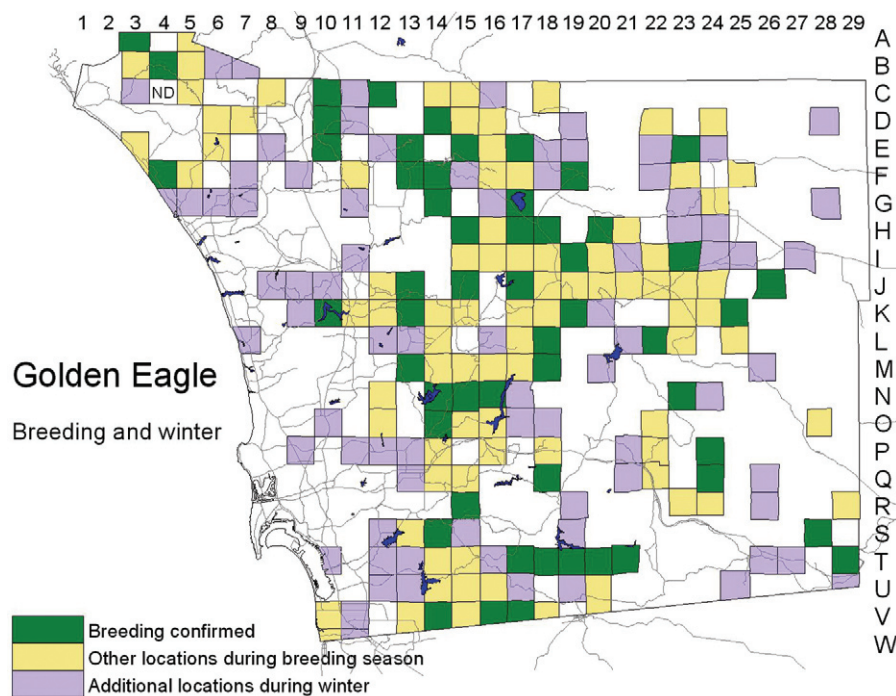 1 2 3 4 5 6 7 8 9 10 11 12 13 14 15 16 17 18 19 20 21 22 23 24 25 26 27 28 29
A
B
C
ND
D
E
F
G
H
I
J
K
L
M
Golden Eagle
N
Breeding and winter
O
P
Q
R
S
T
U
V
W
Breeding confirmed
Other locations during breeding season
Additional locations during winter